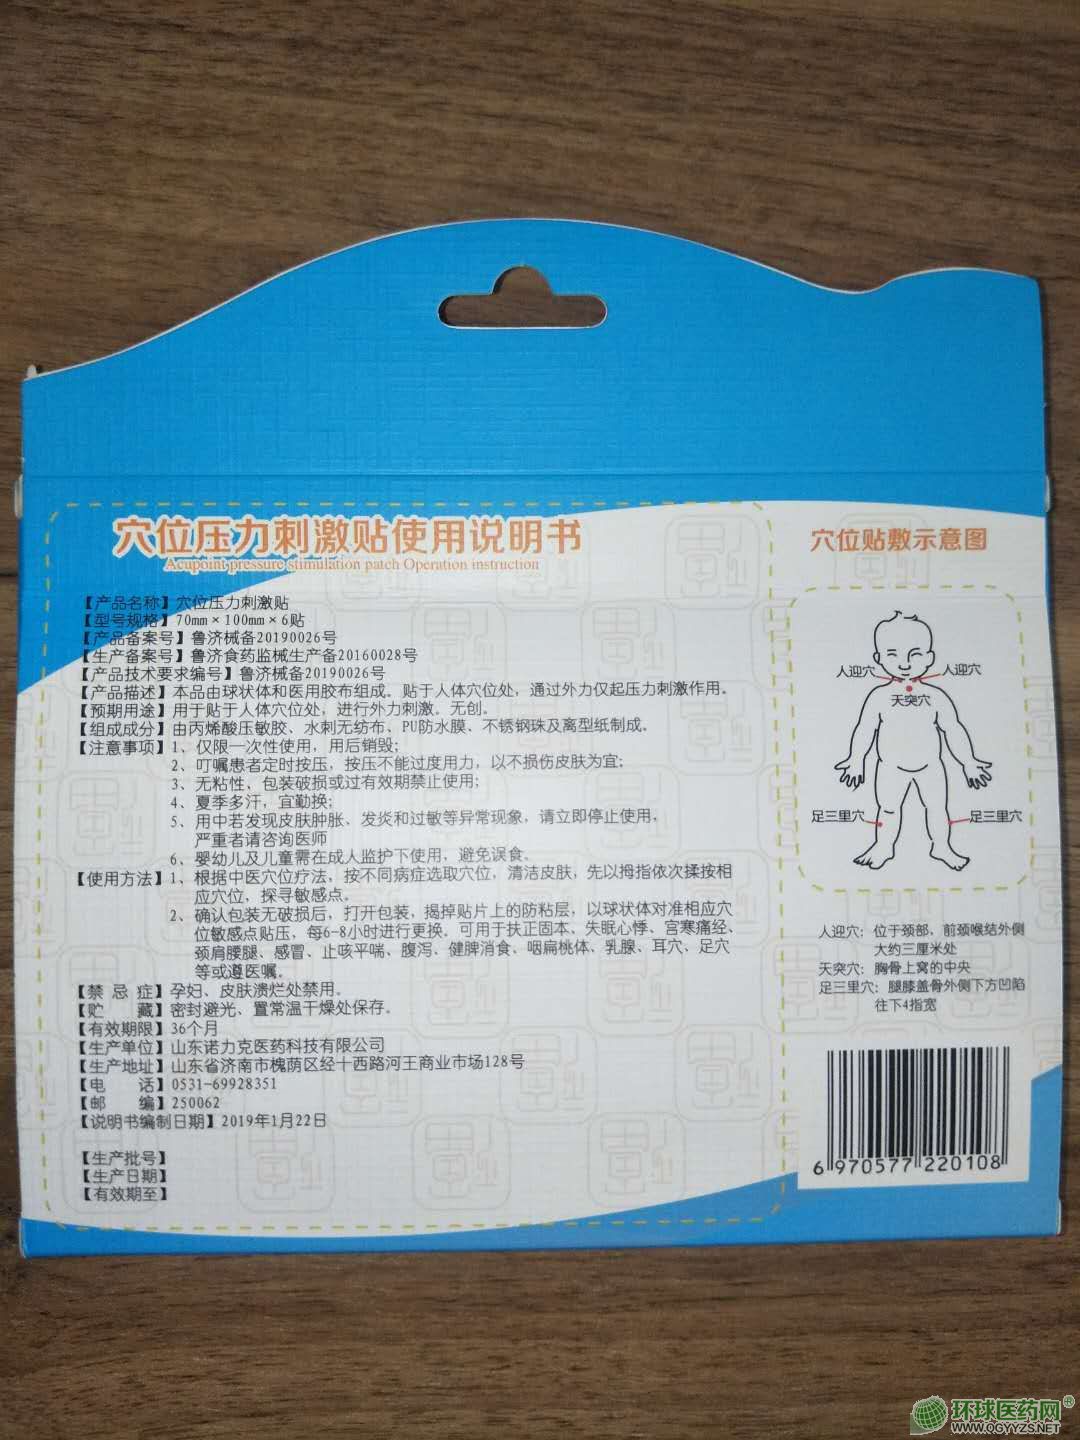 穴位压力刺激贴使用说明书
Acupoint pressure stimulation patch Operation instruction
【产品名称】穴位压力刺激贴
【型号规格】70mm×100mm×6贴
【产品备案号】鲁济械备20190026号
【生产备案号】鲁济食药监械生产备20160028号
【产品技术要求编号】鲁济械备20190026号
【产品描述】本品由球状体和医用胶布组成。贴于人体穴位处，通过外力仅起压力刺激作用。
【预期用途】用于贴于人体穴位处，进行外力刺激。无创。
【组成成分】由丙烯酸压敏胶、水刺无纺布、PU防水膜、不锈钢珠及离型纸制成。
【注意事项】1、仅限一次性使用，用后销毁；
2、叮嘱患者定时按压，按压不能过度用力，以不损伤皮肤为宜；
3、无粘性、包装破损或过有效期禁止使用；
4、夏季多汗，宜勤换；
5、用中若发现皮肤肿胀、发炎和过敏等异常现象，请立即停止使用，
严重者请咨询医师
6、婴幼儿及儿童需在成人监护下使用，避免误食。
【使用方法】1、根据中医穴位疗法，按不同病症选取穴位，清洁皮肤，先以拇指依次揉按相
应穴位，探寻敏感点。
2、确认包装无破损后，打开包装，揭掉贴片上的防粘层，以球状体对准相应穴
位敏感点贴压，每6-8小时进行更换。可用于扶正固本、失眠心悸、宫寒痛经、
颈肩腰腿、感冒、止咳平喘、腹泻、健脾消食、咽扁桃体、乳腺、耳穴、足穴
等或遵医嘱。
【禁 忌 症】孕妇、皮肤溃烂处禁用。
【贮 藏】密封避光、置常温干燥处保存。
【有效期限】36个月
【生产单位】山东诺力克医药科技有限公司
【生产地址】山东省济南市槐荫区经十西路河王商业市场128号
【电 话】0531-69928351
【邮 编】250062
【说明书编制日期】2019年1月22日
【生产批号】
【生产日期】
【有效期至】
穴位贴敷示意图
人迎穴 人迎穴
天突穴
足三里穴 足三里穴
人迎穴：位于颈部，前颈喉结外侧
大约三厘米处
天突穴：胸骨上窝的中央
足三里穴：腿膝盖骨外侧下方凹陷
往下4指宽
6 970577 220108
环球医药网®
WWW.QGYYZS.NET